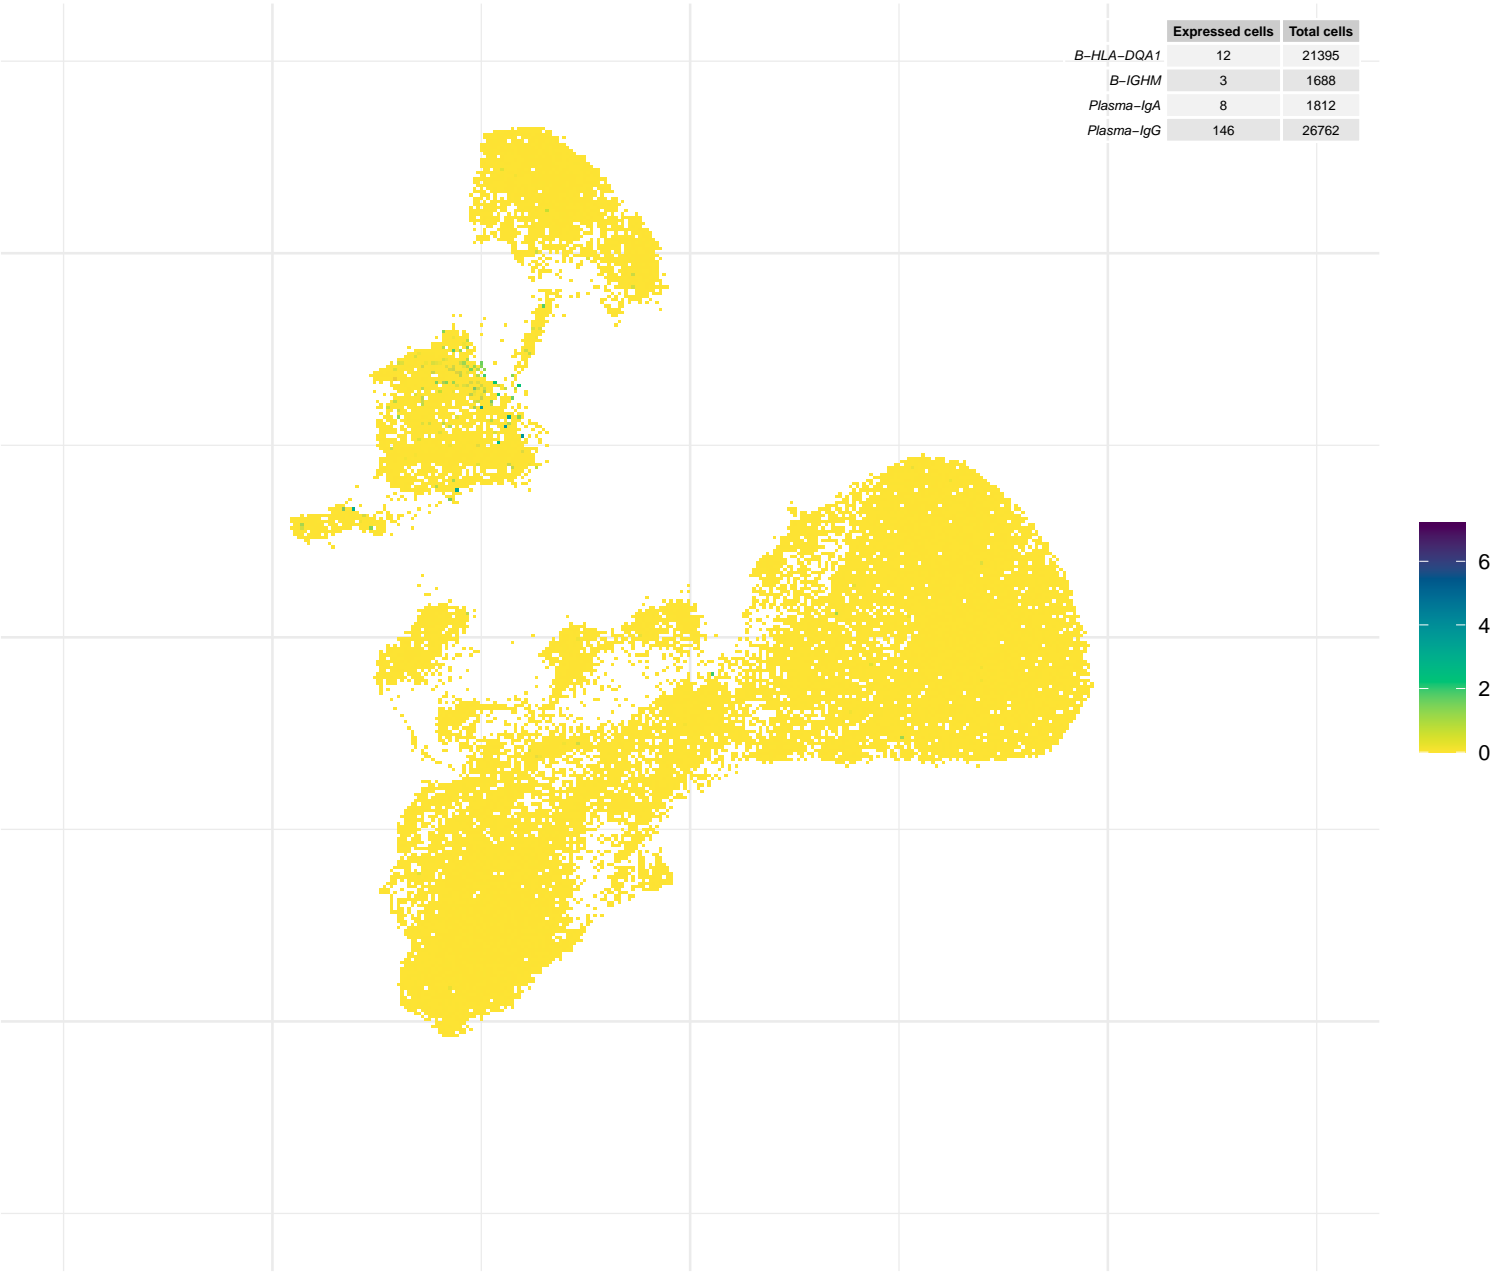 Expressed cells Total cells
B−HLA−DQA1 12 21395
B−IGHM 3 1688
Plasma−IgA 8 1812
Plasma−IgG 146 26762
6
4
2
0